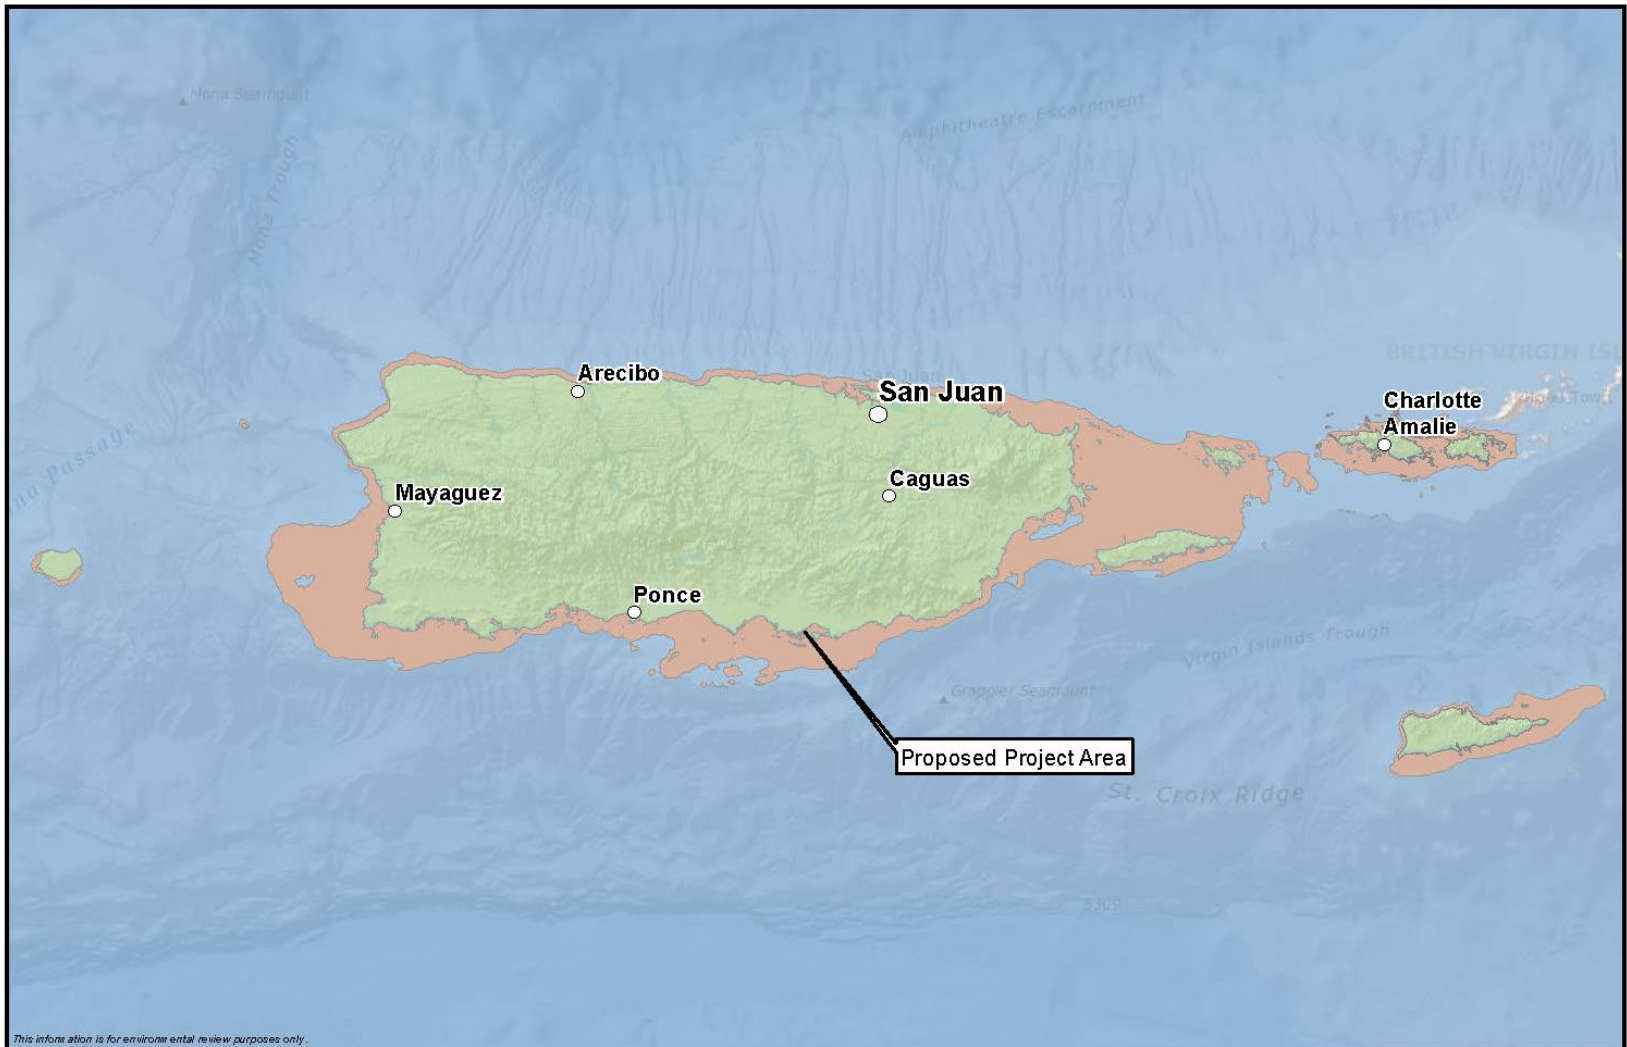 Mona Seamount
Amphitheatre Escarpment
Mona Trough
BRITISH VIRGIN ISL
Arecibo
San Juan
San Juan
Charlotte
Amalie
Passage
Mayaguez
Caguas
Ponce
Virgin Islands Trough
Grappler Seamount
Proposed Project Area
St. Croix Ridge
5309
This information is for environmental review purposes only.